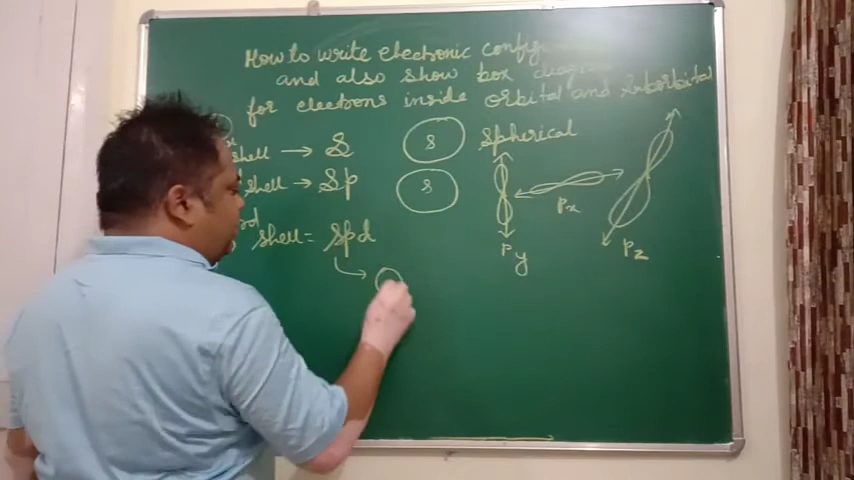 How to write electronic
and also show box
for electrons inside orbital and inborbital
shell → S S Spherical
shell → Sp S
shell = spd
Px
Py
Pz